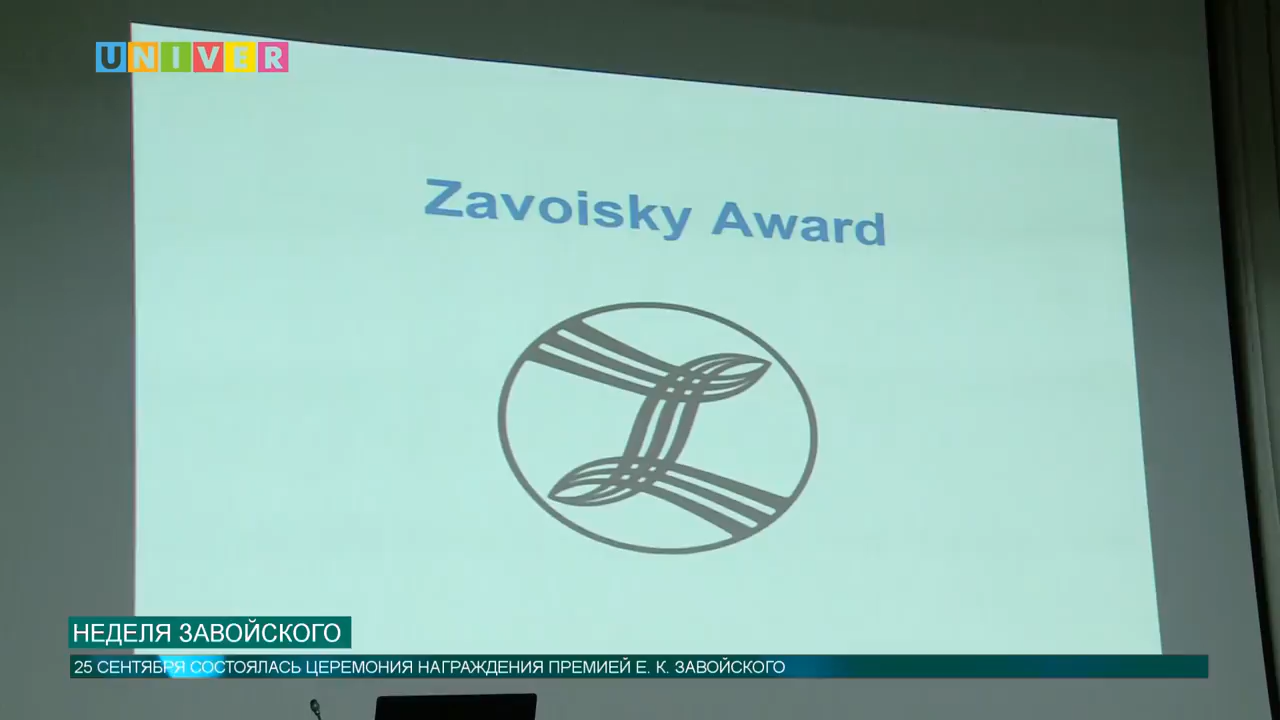 UNIVER
Zavoisky Award
НЕДЕЛЯ ЗАВОЙСКОГО
25 СЕНТЯБРЯ СОСТОЯЛАСЬ ЦЕРЕМОНИЯ НАГРАЖДЕНИЯ ПРЕМИЕЙ Е. К. ЗАВОЙСКОГО